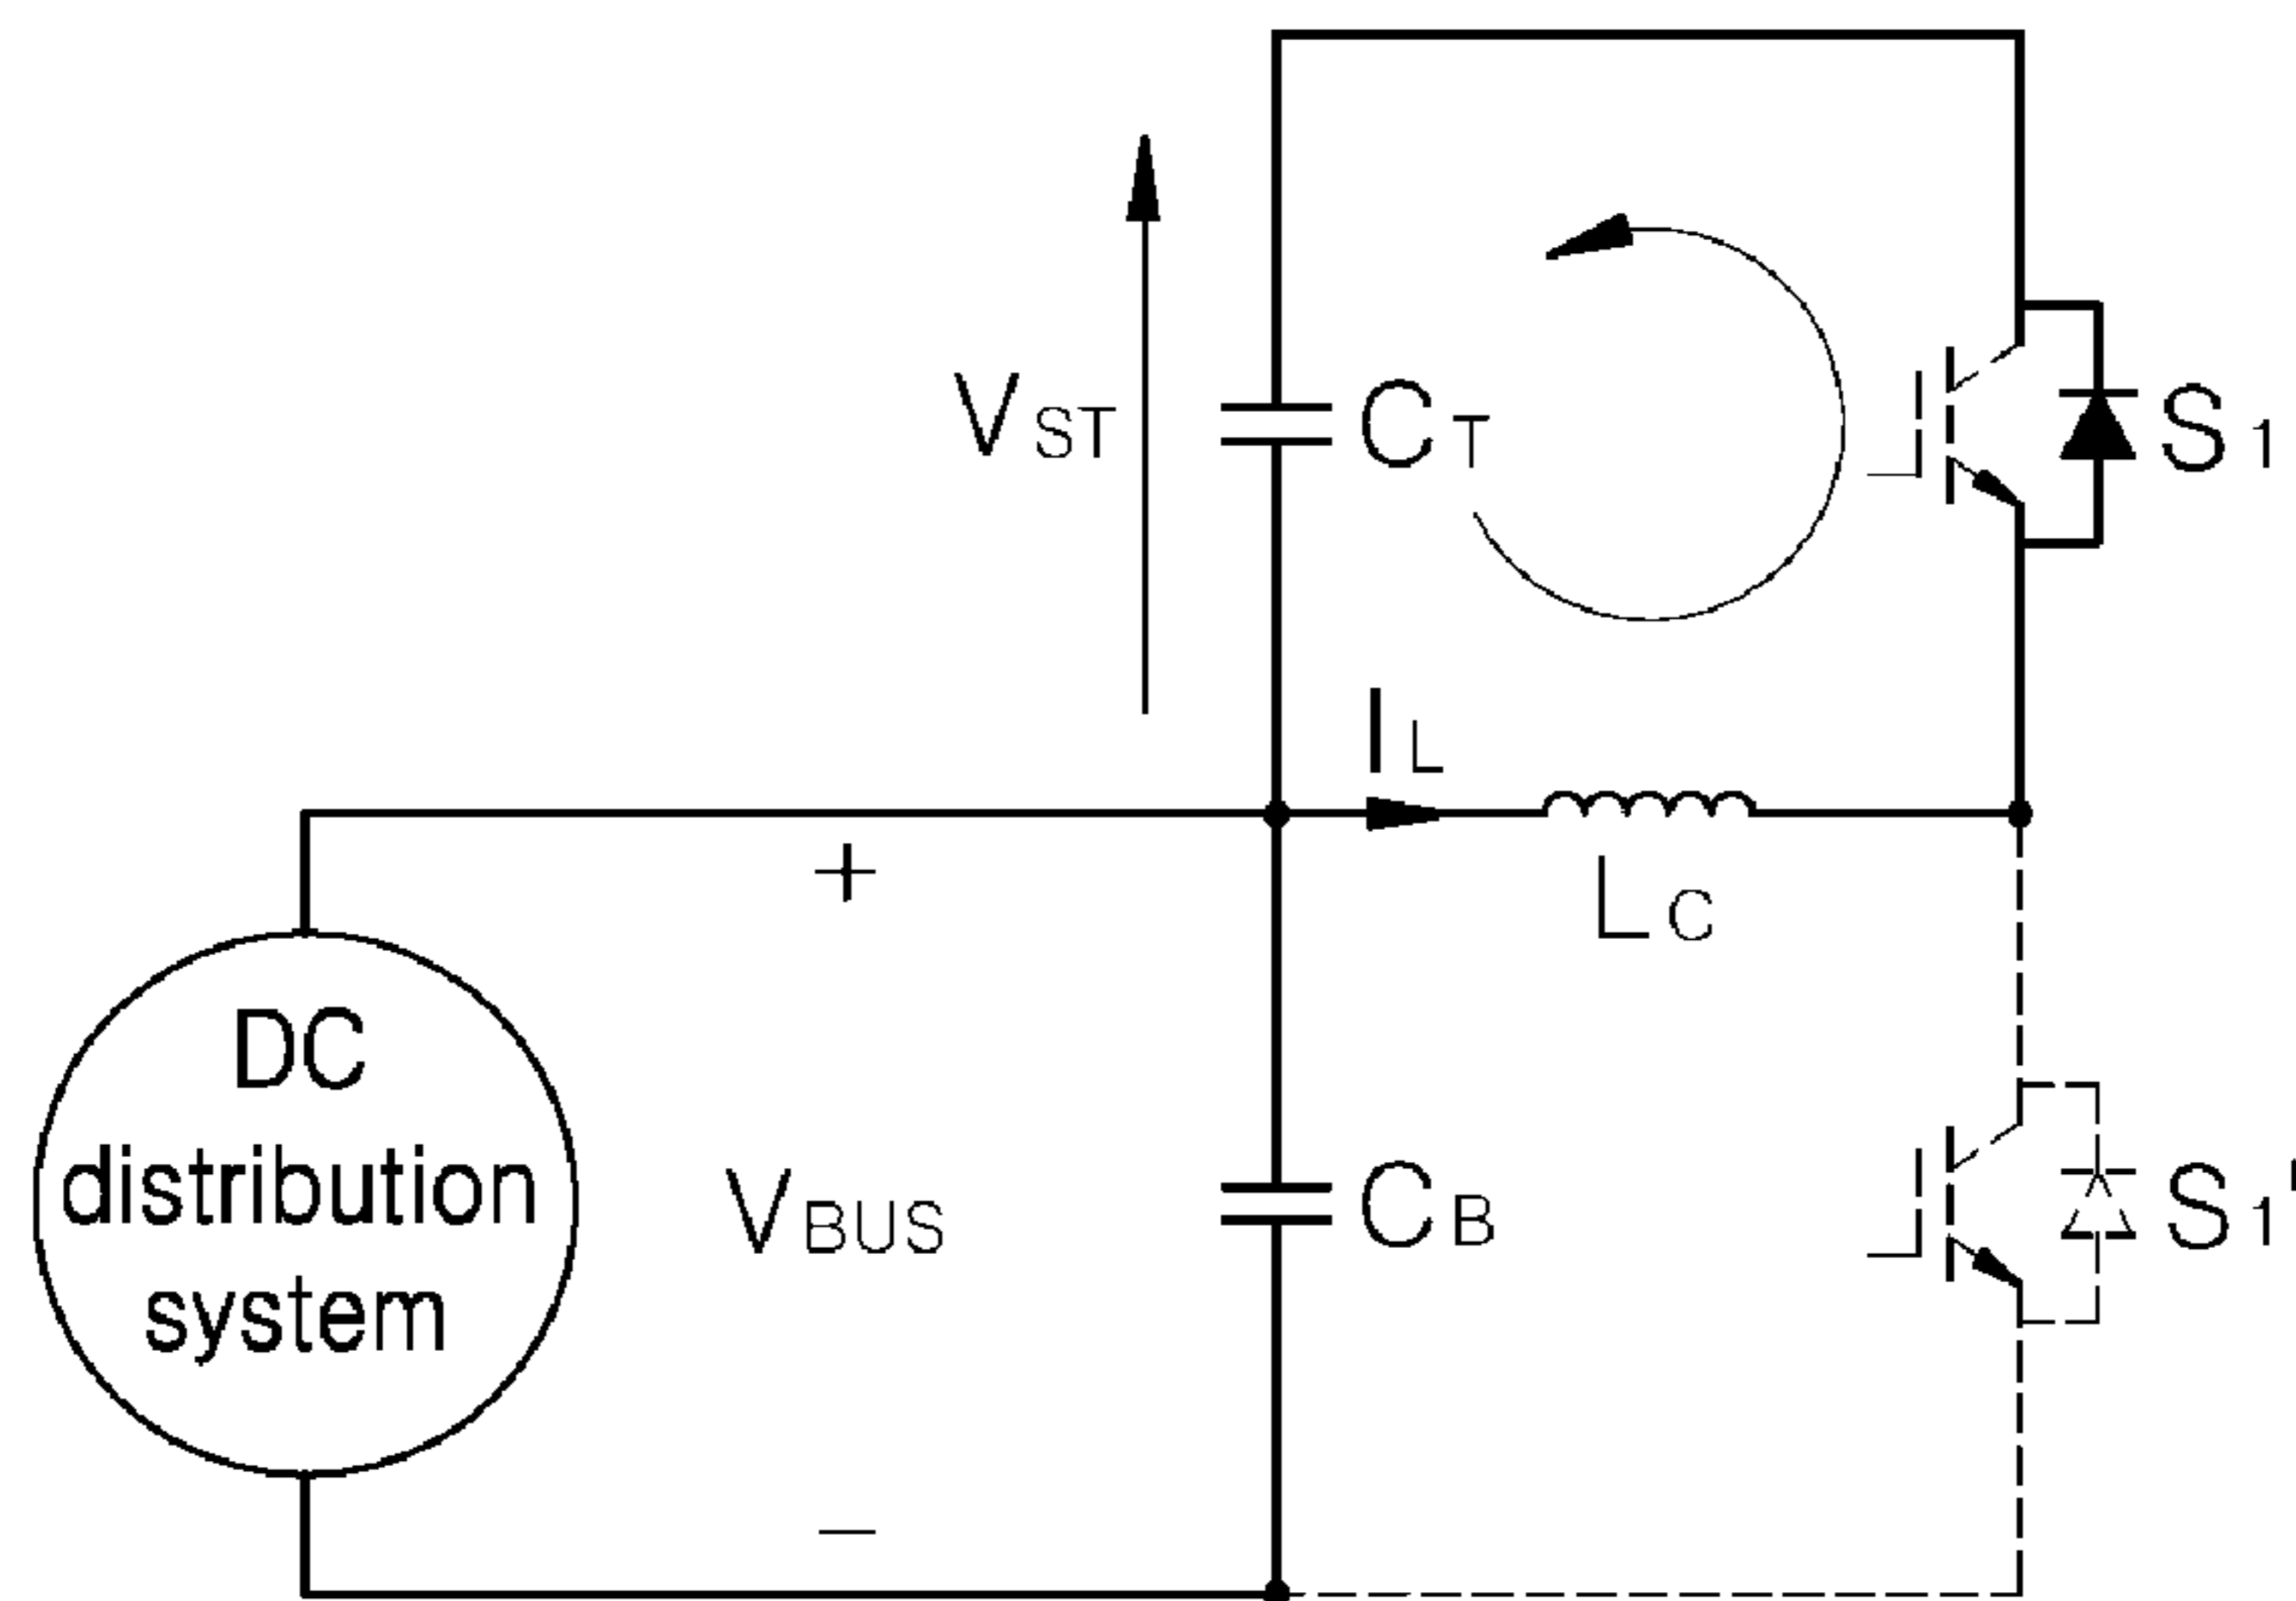 VST
CT
S1
IL
LC
+
DC
distribution
system
VBUS
CB
S1'
−